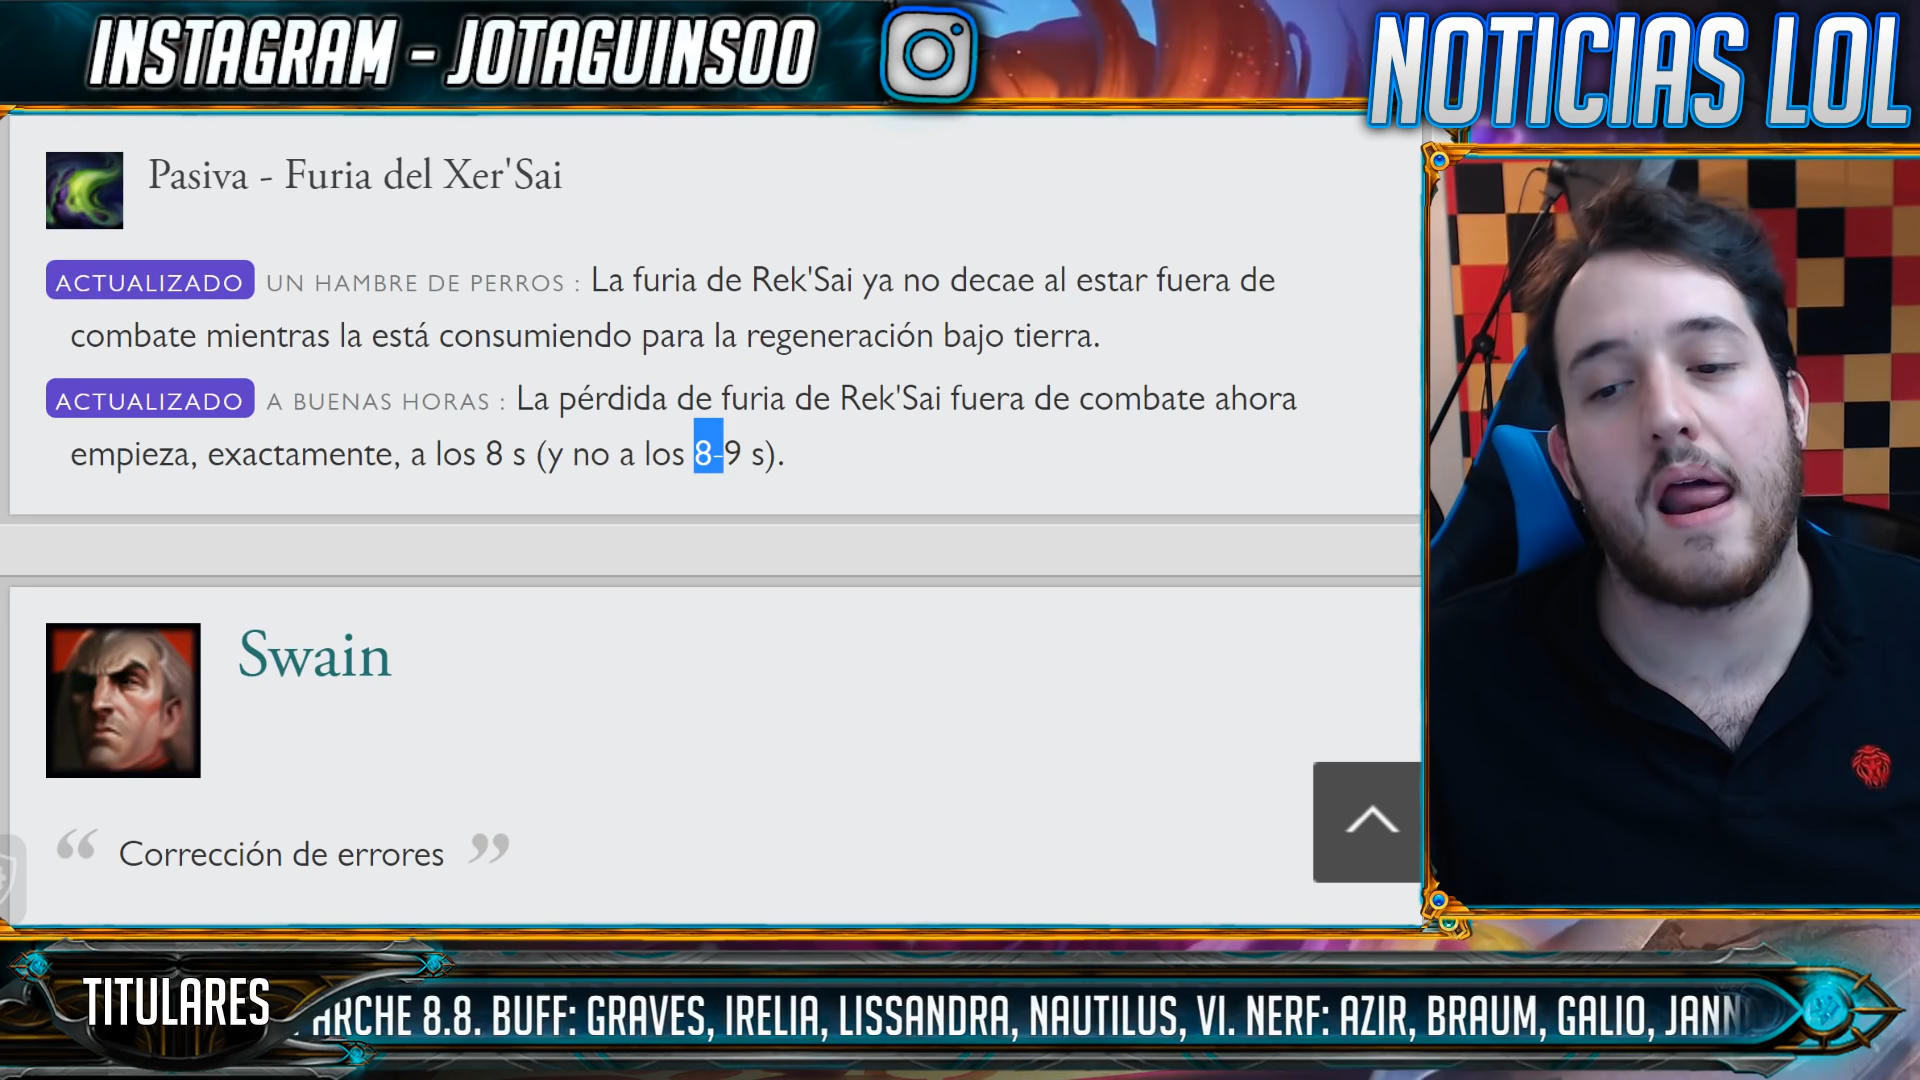 INSTAGRAM - JOTAGUINSOO
NOTICIAS LOL
Pasiva - Furia del Xer'Sai
ACTUALIZADO UN HAMBRE DE PERROS : La furia de Rek'Sai ya no decae al estar fuera de
combate mientras la está consumiendo para la regeneración bajo tierra.
ACTUALIZADO A BUENAS HORAS : La pérdida de furia de Rek'Sai fuera de combate ahora
empieza, exactamente, a los 8 s (y no a los 8-9 s).
Swain
“ Corrección de errores ”
TITULARES
ARCHE 8.8. BUFF: GRAVES, IRELIA, LISSANDRA, NAUTILUS, VI. NERF: AZIR, BRAUM, GALIO, JANN